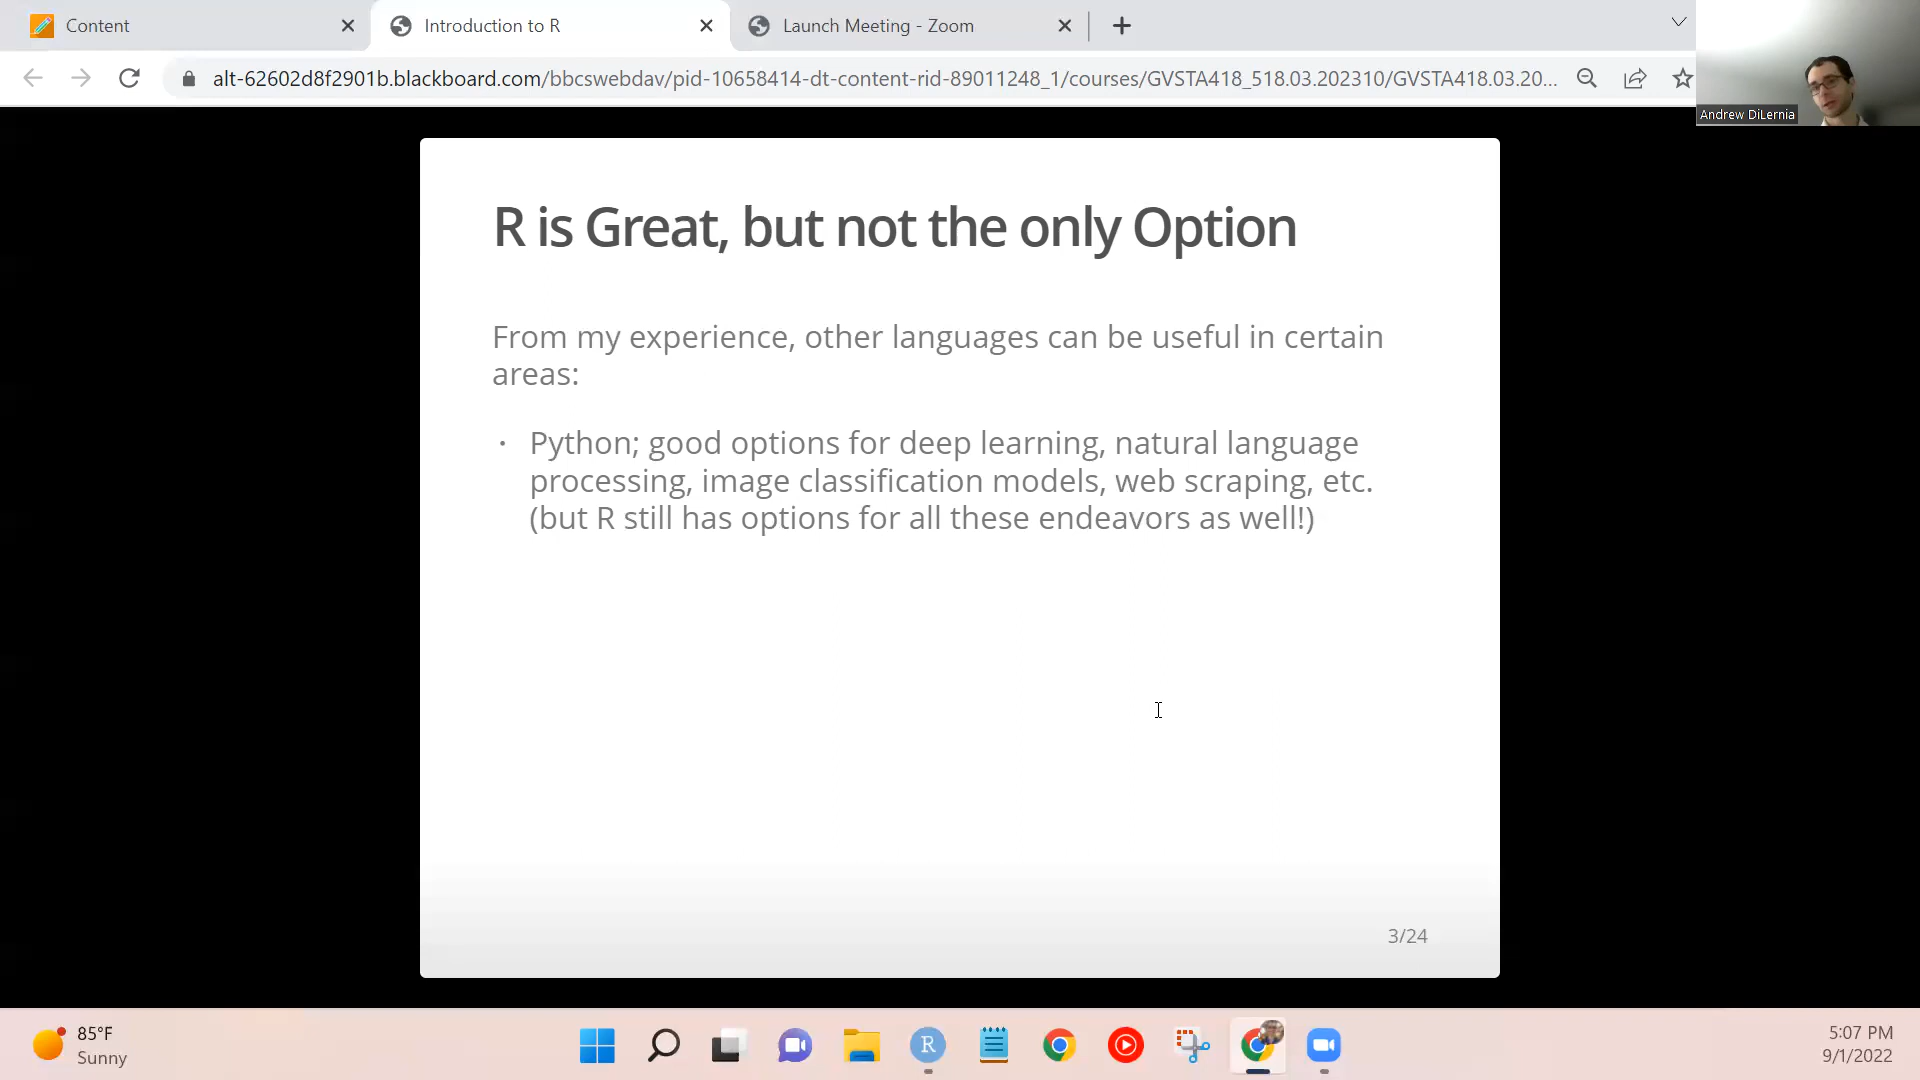 Content
Introduction to R
Launch Meeting - Zoom
alt-62602d8f2901b.blackboard.com/bbcswebdav/pid-10658414-dt-content-rid-89011248_1/courses/GVSTA418_518.03.202310/GVSTA418.03.20...
Andrew DiLernia
R is Great, but not the only Option
From my experience, other languages can be useful in certain
areas:
• Python; good options for deep learning, natural language
processing, image classification models, web scraping, etc.
(but R still has options for all these endeavors as well!)
3/24
85°F
Sunny
R
5:07 PM
9/1/2022